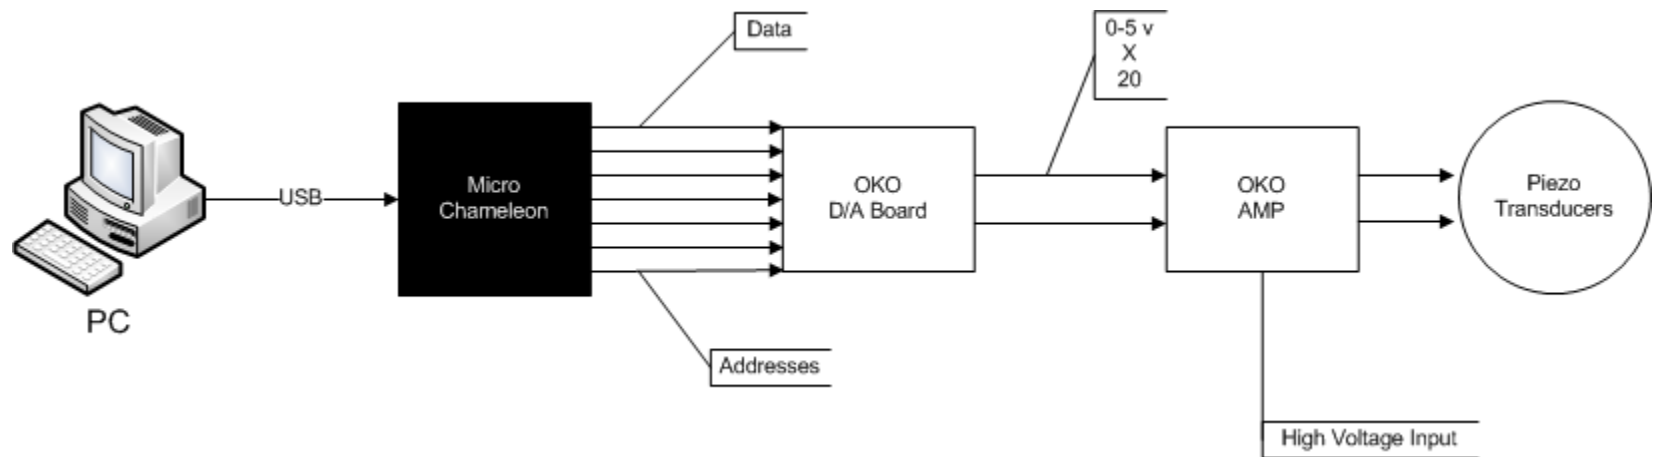 Data
0-5 v
X
20
USB
Micro
Chameleon
OKO
D/A Board
OKO
AMP
Piezo
Transducers
PC
Addresses
High Voltage Input